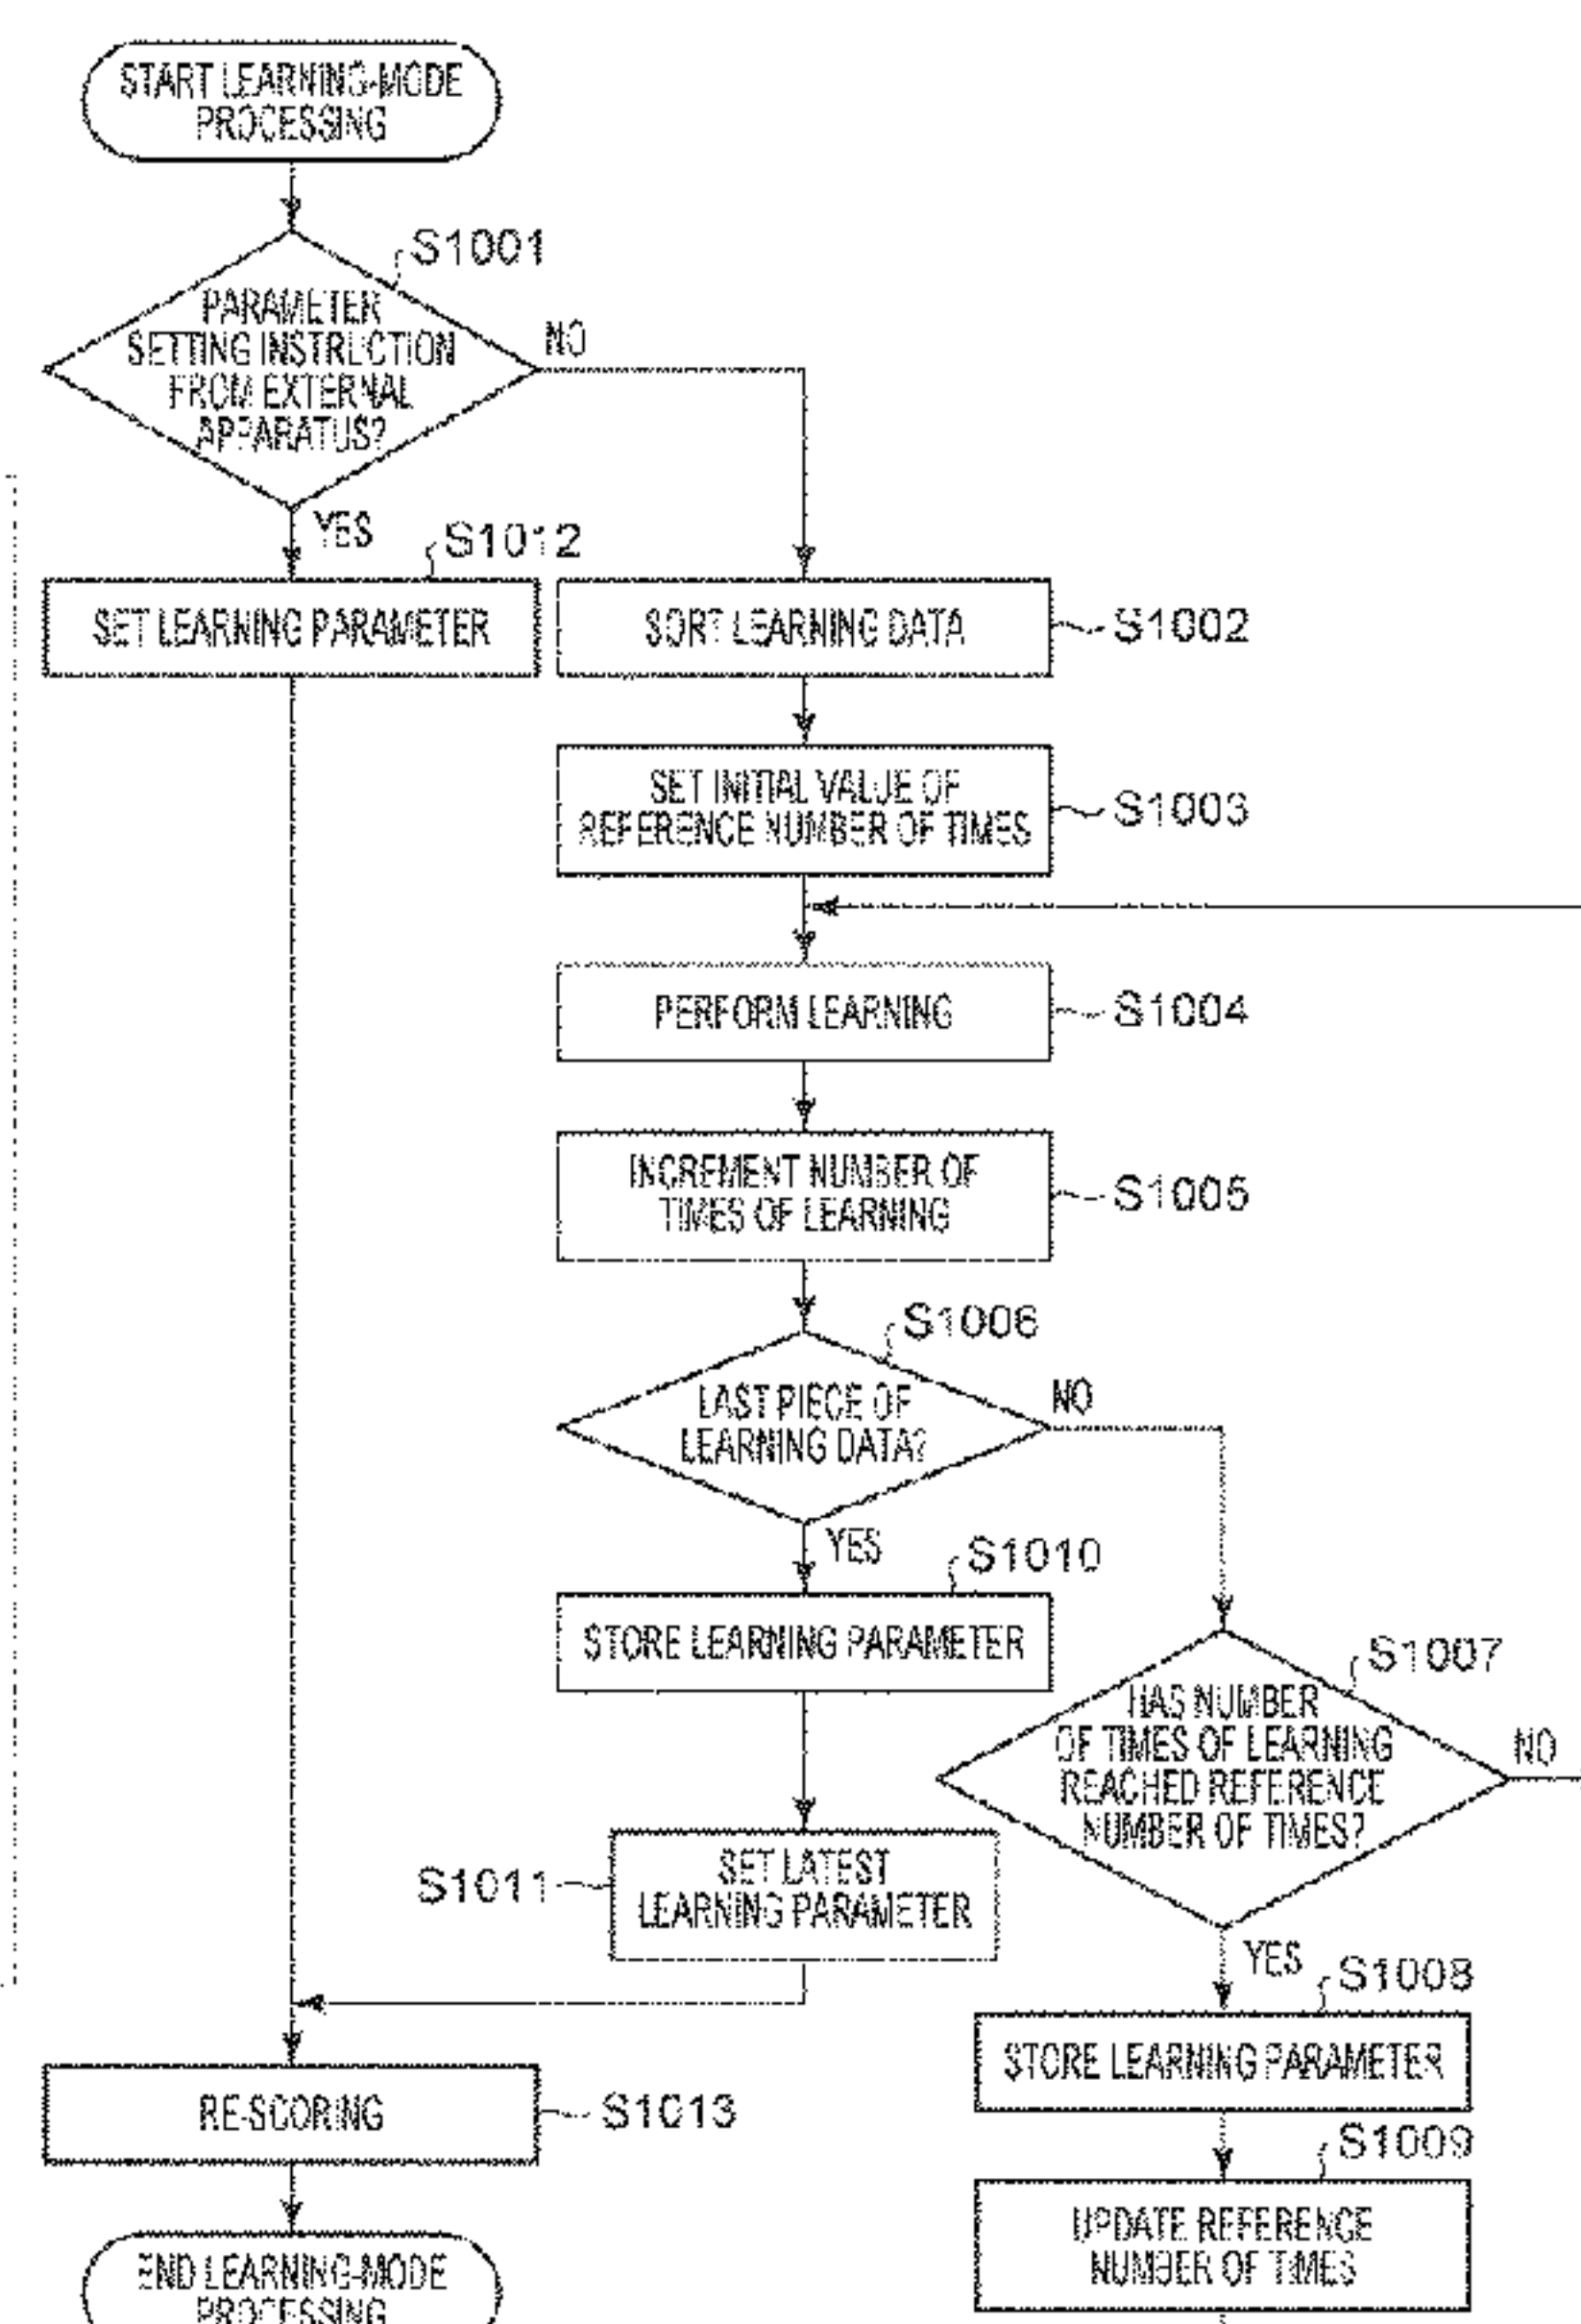 START LEARNING-MODE
PROCESSING
S1001
PARAMETER
SETTING INSTRUCTION
FROM EXTERNAL
APPARATUS?
NO
YES
S1012
SET LEARNING PARAMETER
SORT LEARNING DATA
S1002
SET INITIAL VALUE OF
REFERENCE NUMBER OF TIMES
S1003
PERFORM LEARNING
S1004
INCREMENT NUMBER OF
TIMES OF LEARNING
S1005
S1006
LAST PIECE OF
LEARNING DATA?
NO
YES
S1010
STORE LEARNING PARAMETER
S1007
HAS NUMBER
OF TIMES OF LEARNING
REACHED REFERENCE
NUMBER OF TIMES?
NO
S1011
SET LATEST
LEARNING PARAMETER
YES
S1008
STORE LEARNING PARAMETER
RE-SCORING
S1013
S1009
UPDATE REFERENCE
NUMBER OF TIMES
END LEARNING-MODE
PROCESSING